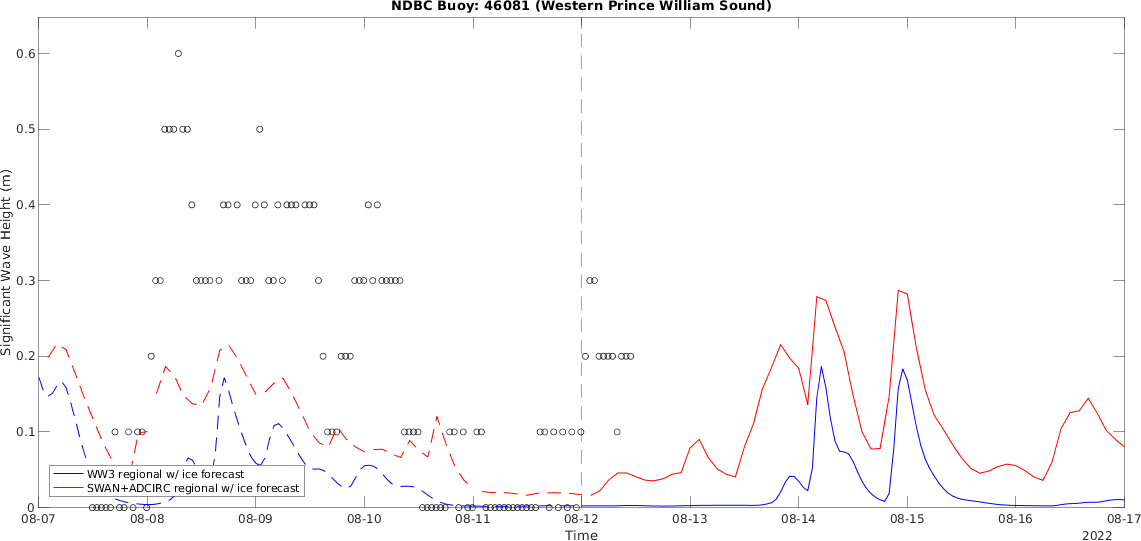 NDBC Buoy: 46081 (Western Prince William Sound)
Significant Wave Height (m)
0.6
0.5
0.4
0.3
0.2
0.1
0
WW3 regional w/ ice forecast
SWAN+ADCIRC regional w/ ice forecast
08-07 08-08 08-09 08-10 08-11 08-12 08-13 08-14 08-15 08-16 08-17
Time
2022